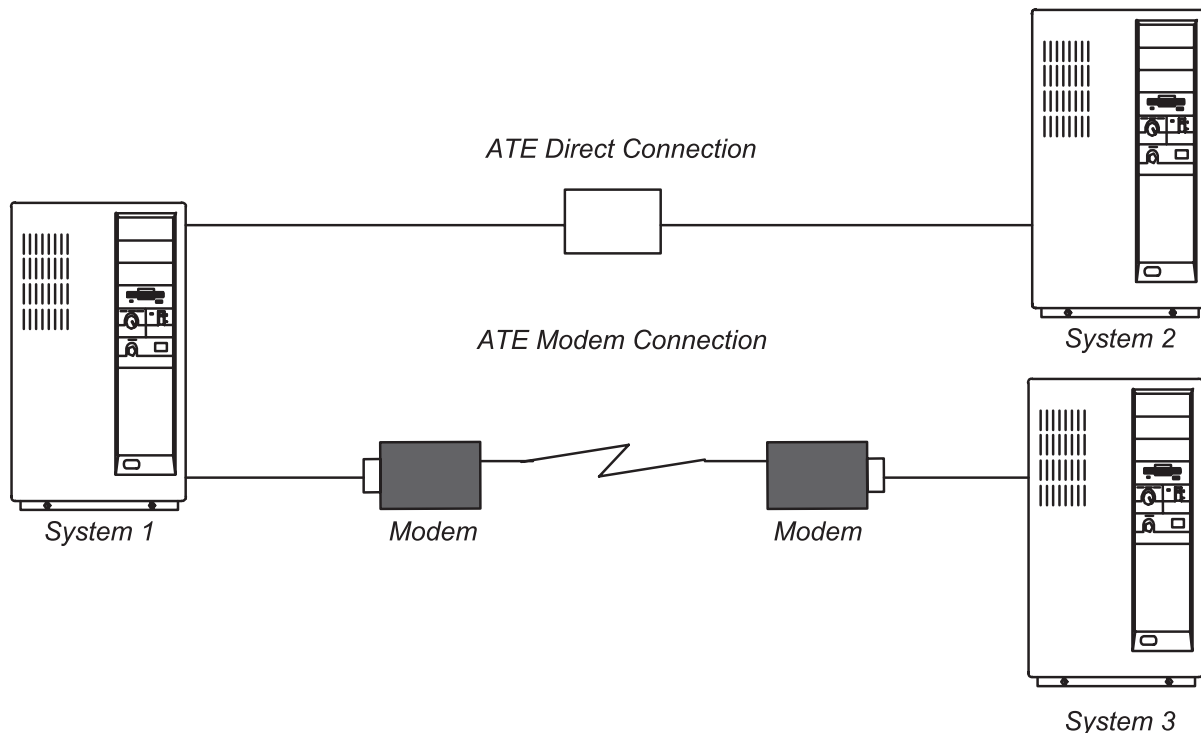 ATE Direct Connection
System 2
ATE Modem Connection
System 1
Modem
Modem
System 3